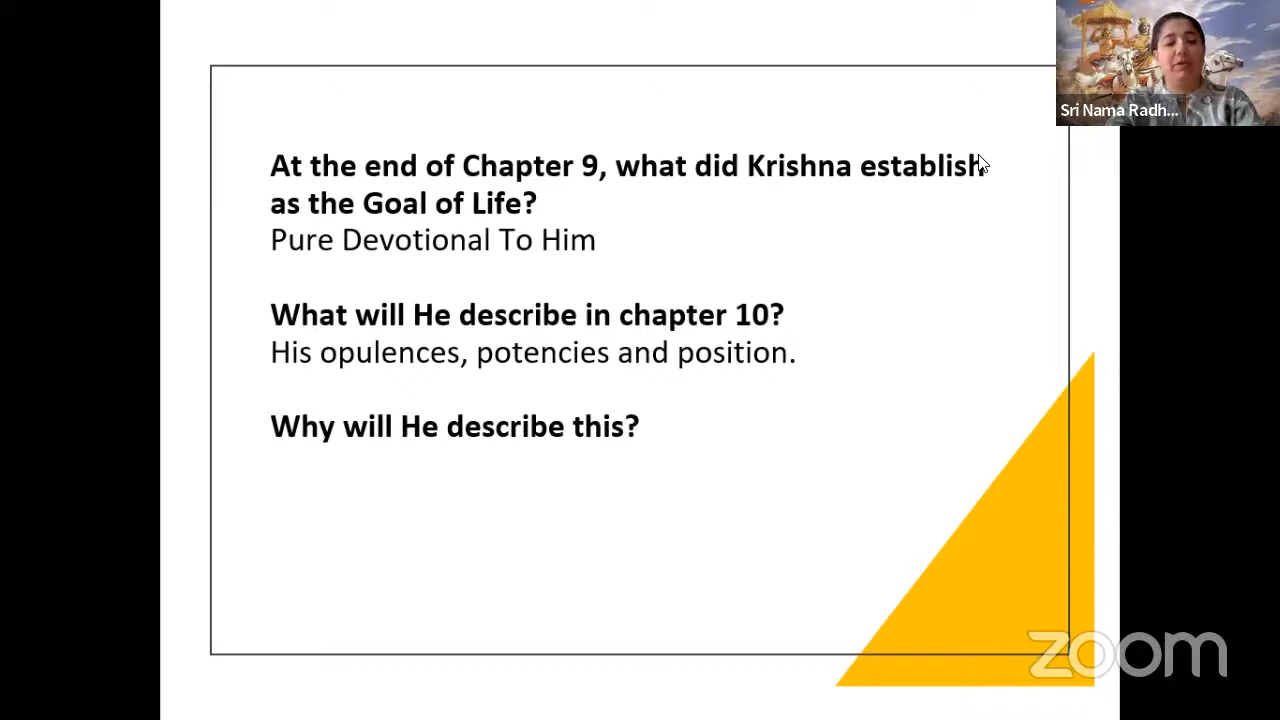 Sri Nama Radh...
At the end of Chapter 9, what did Krishna establish
as the Goal of Life?
Pure Devotional To Him
What will He describe in chapter 10?
His opulences, potencies and position.
Why will He describe this?
zoom